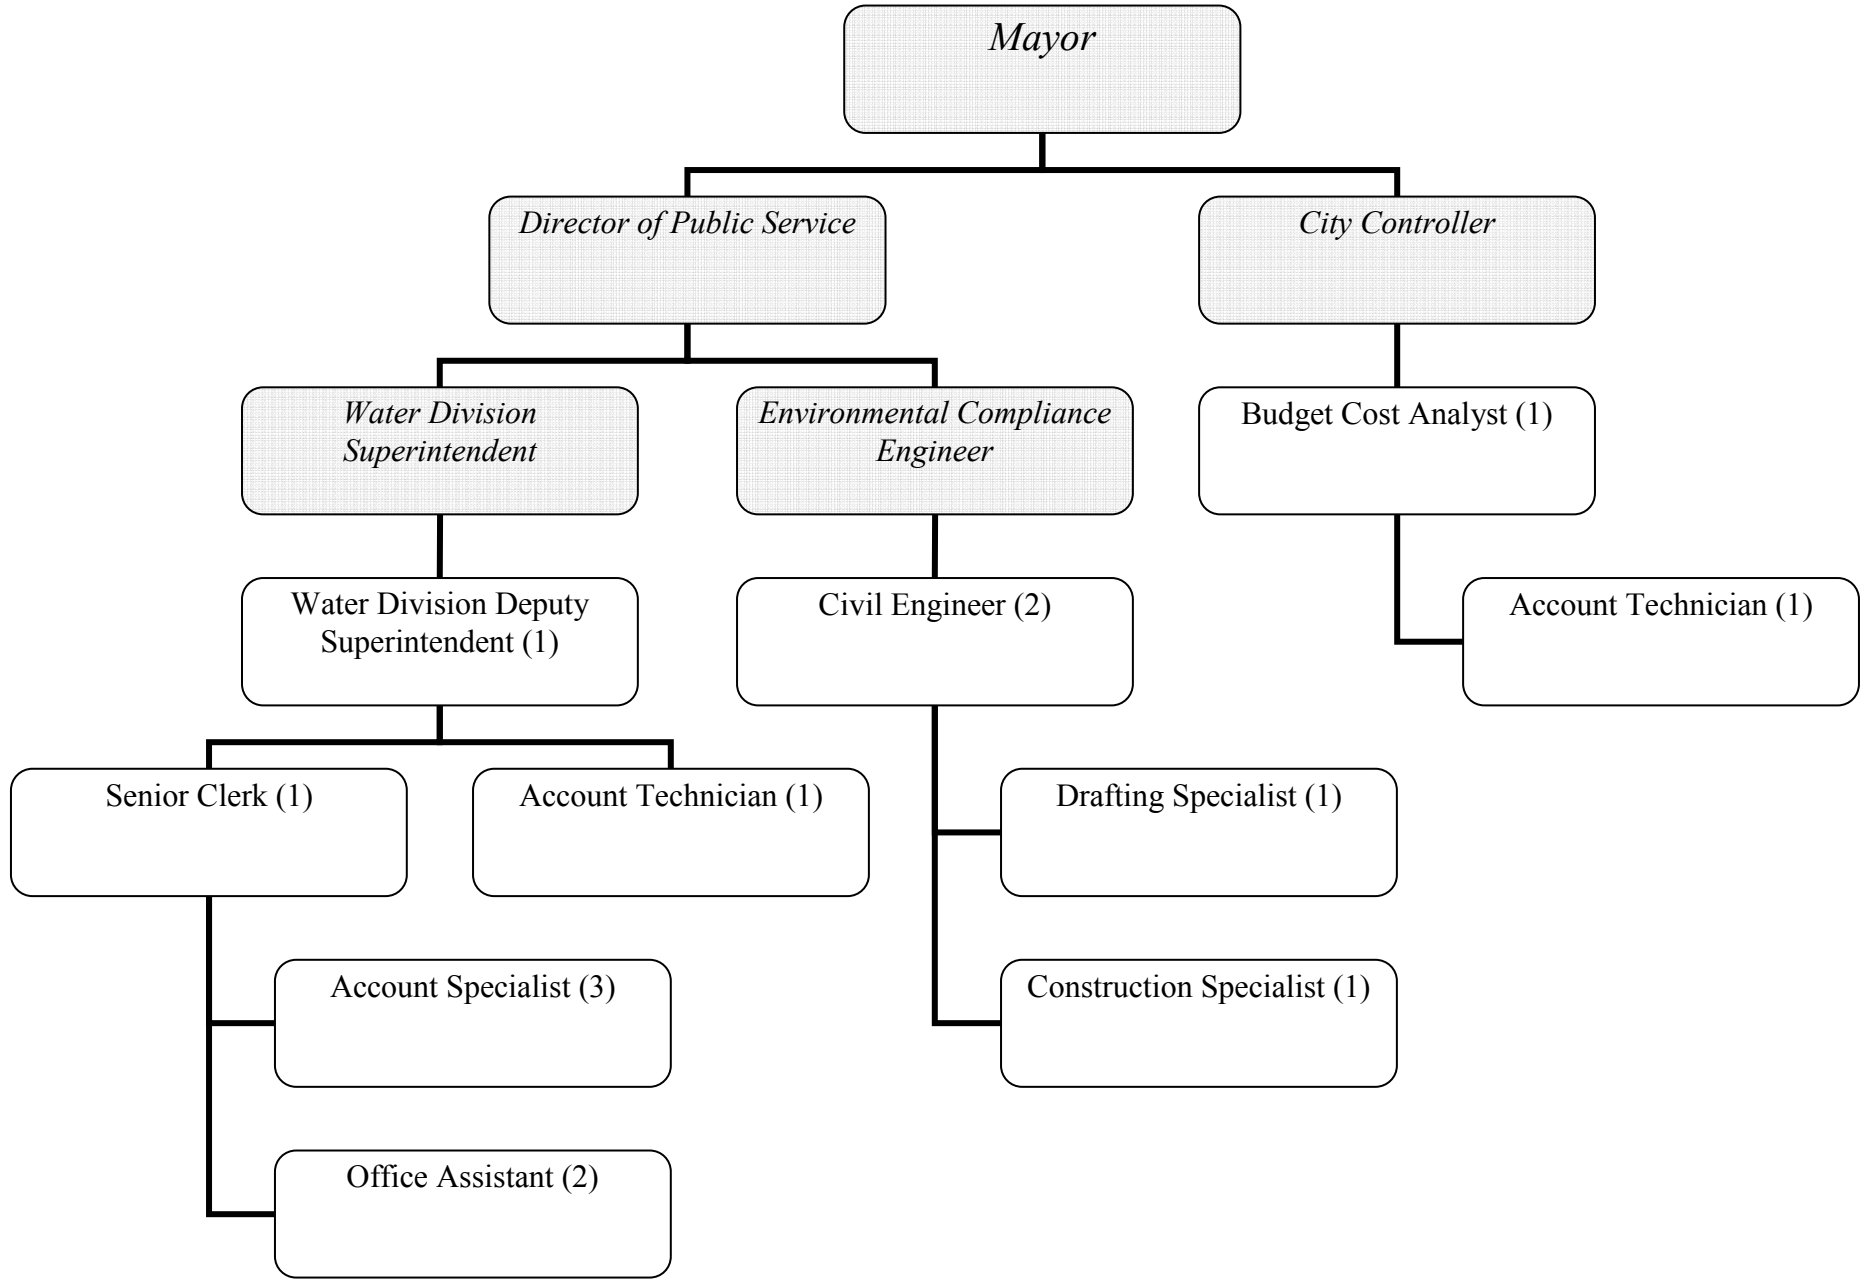 Mayor
Director of Public Service
City Controller
Water Division
Superintendent
Environmental Compliance
Engineer
Budget Cost Analyst (1)
Water Division Deputy
Superintendent (1)
Civil Engineer (2)
Account Technician (1)
Senior Clerk (1)
Account Technician (1)
Drafting Specialist (1)
Account Specialist (3)
Construction Specialist (1)
Office Assistant (2)